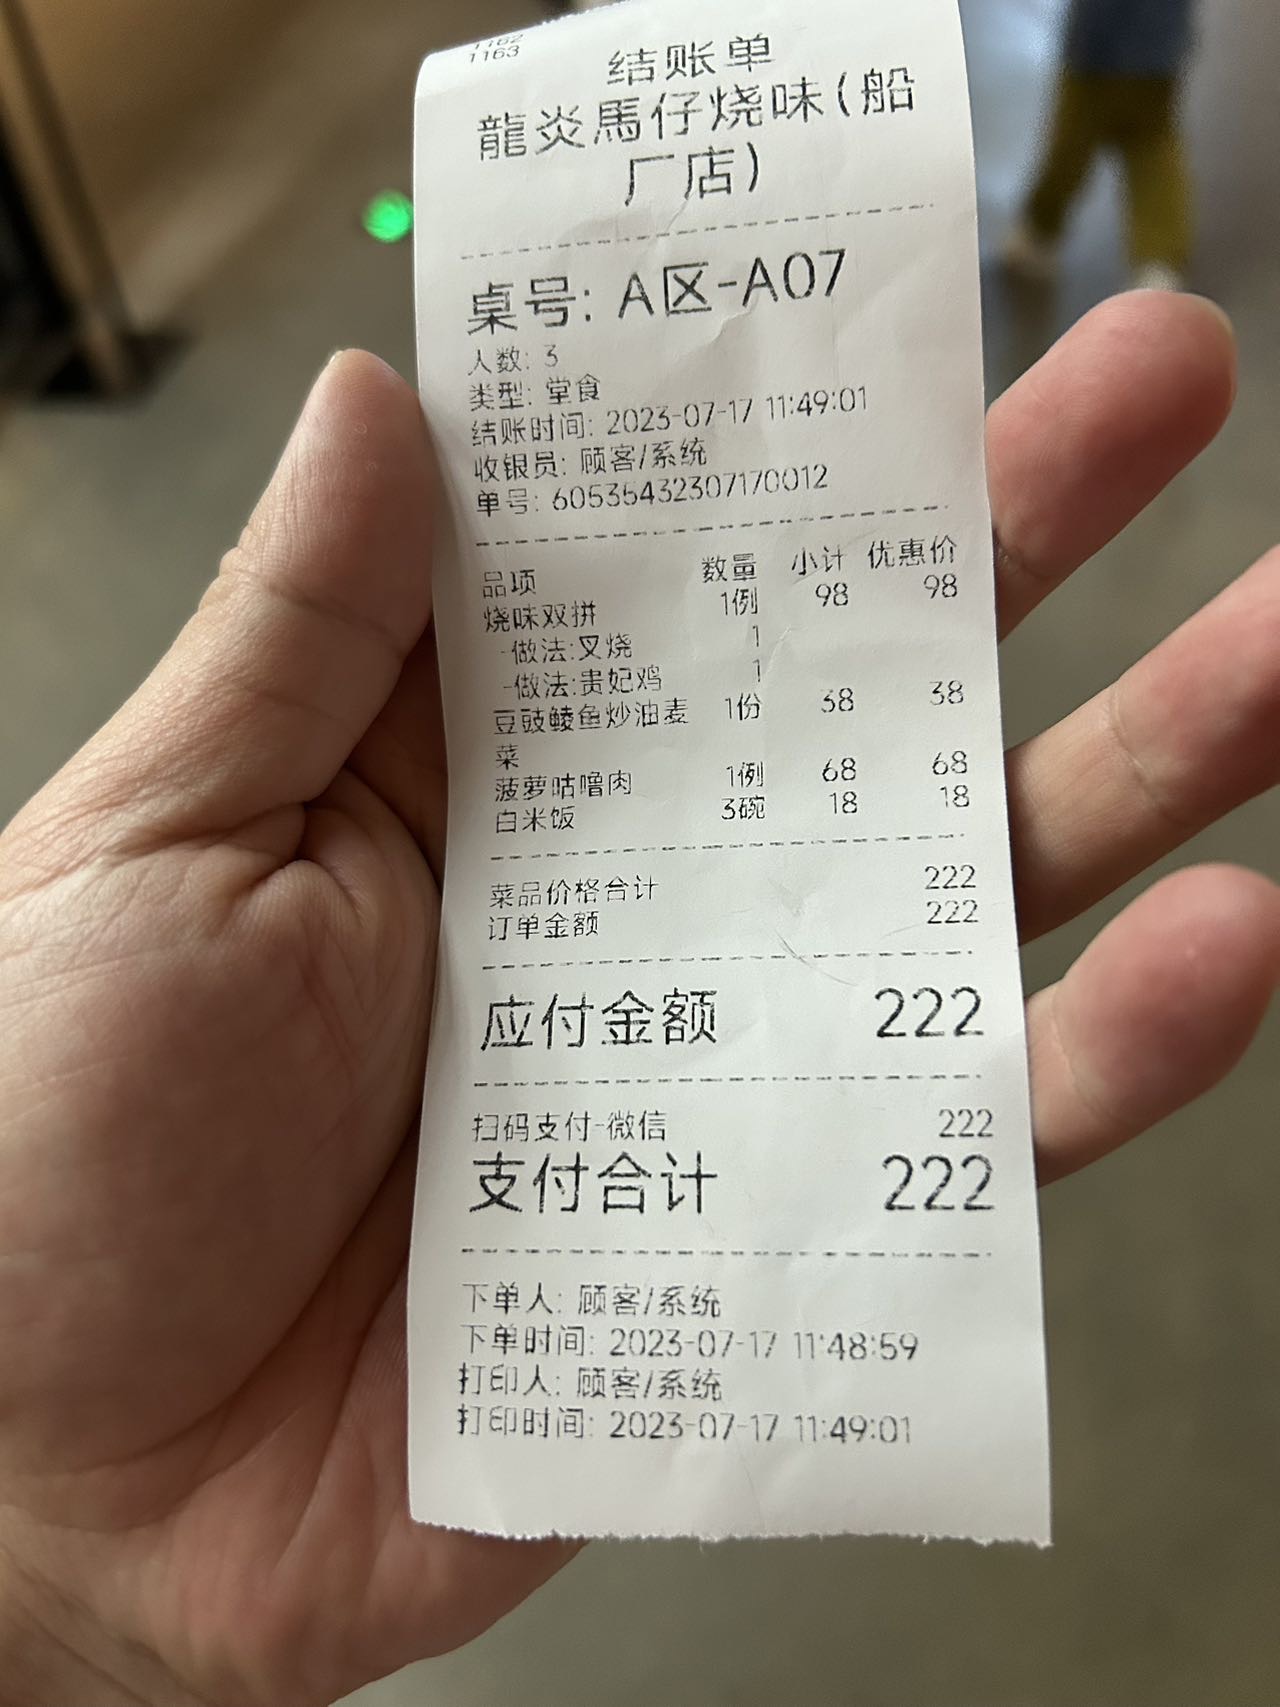 1163
结账单
龍炎馬仔烧味(船
厂店)
桌号: A区-A07
人数: 3
类型: 堂食
结账时间: 2023-07-17 11:49:01
收银员: 顾客/系统
单号: 60535432307170012
品项 数量 小计 优惠价
烧味双拼 1例 98 98
-做法:叉烧 1
-做法:贵妃鸡 1
豆豉鲮鱼炒油麦 1份 38 38
菜
菠萝咕噜肉 1例 68 68
白米饭 3碗 18 18
菜品价格合计 222
订单金额 222
应付金额 222
扫码支付-微信 222
支付合计 222
下单人: 顾客/系统
下单时间: 2023-07-17 11:48:59
打印人: 顾客/系统
打印时间: 2023-07-17 11:49:01